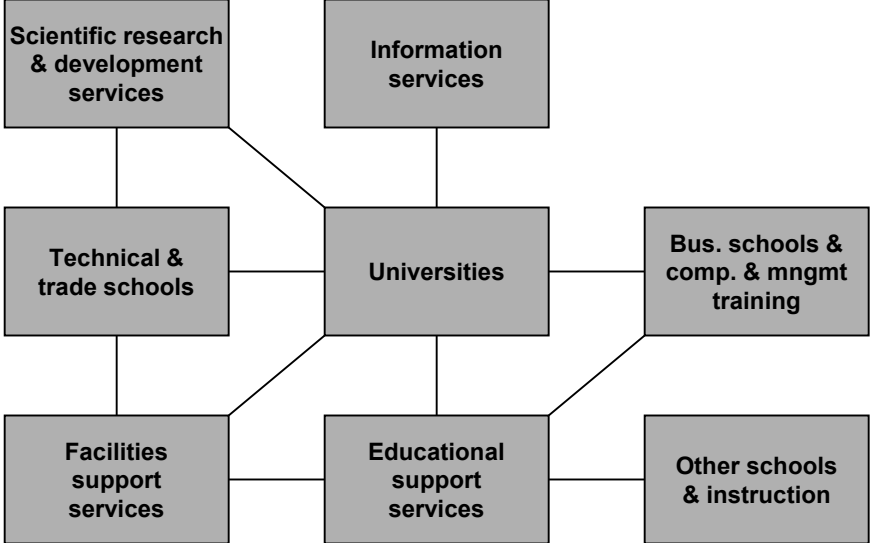 Scientific research
& development
services
Information
services
Technical &
trade schools
Universities
Bus. schools &
comp. & mngmt
training
Facilities
support
services
Educational
support
services
Other schools
& instruction